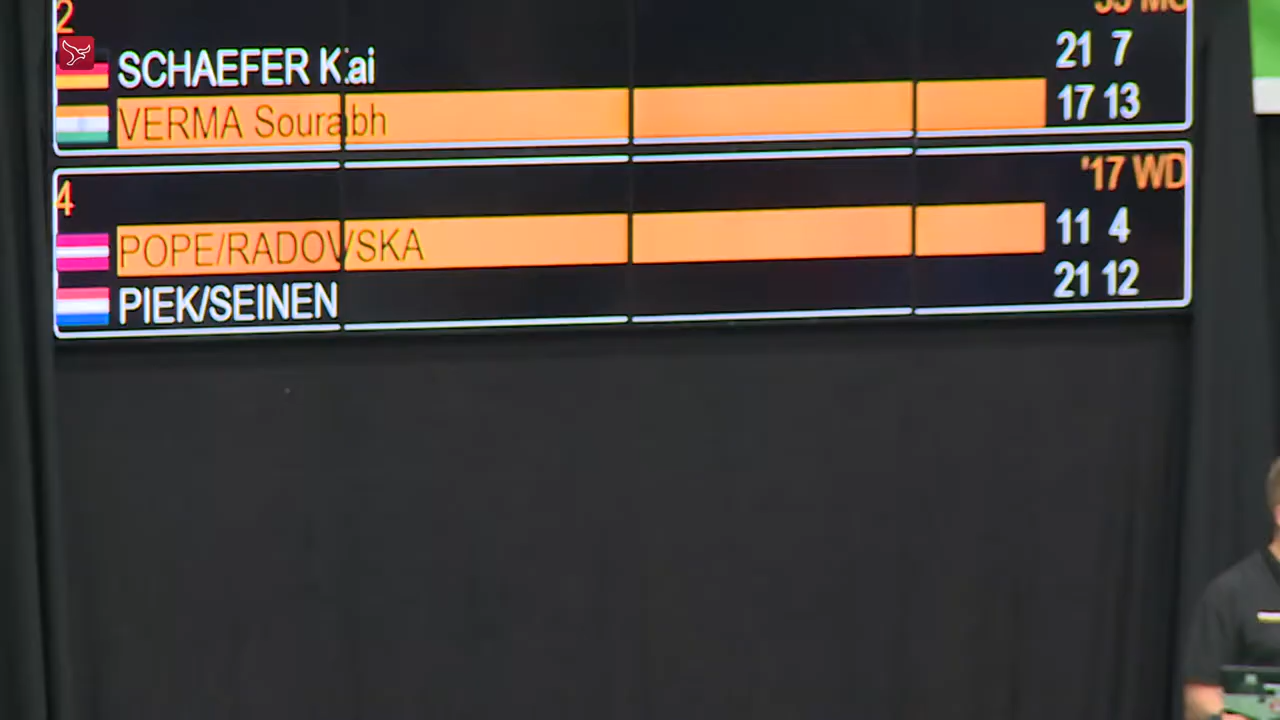 2
SCHAEFER Kai 21 7
VERMA Sourabh 17 13
4 '17 WD
POPE/RADOVSKA 11 4
PIEK/SEINEN 21 12